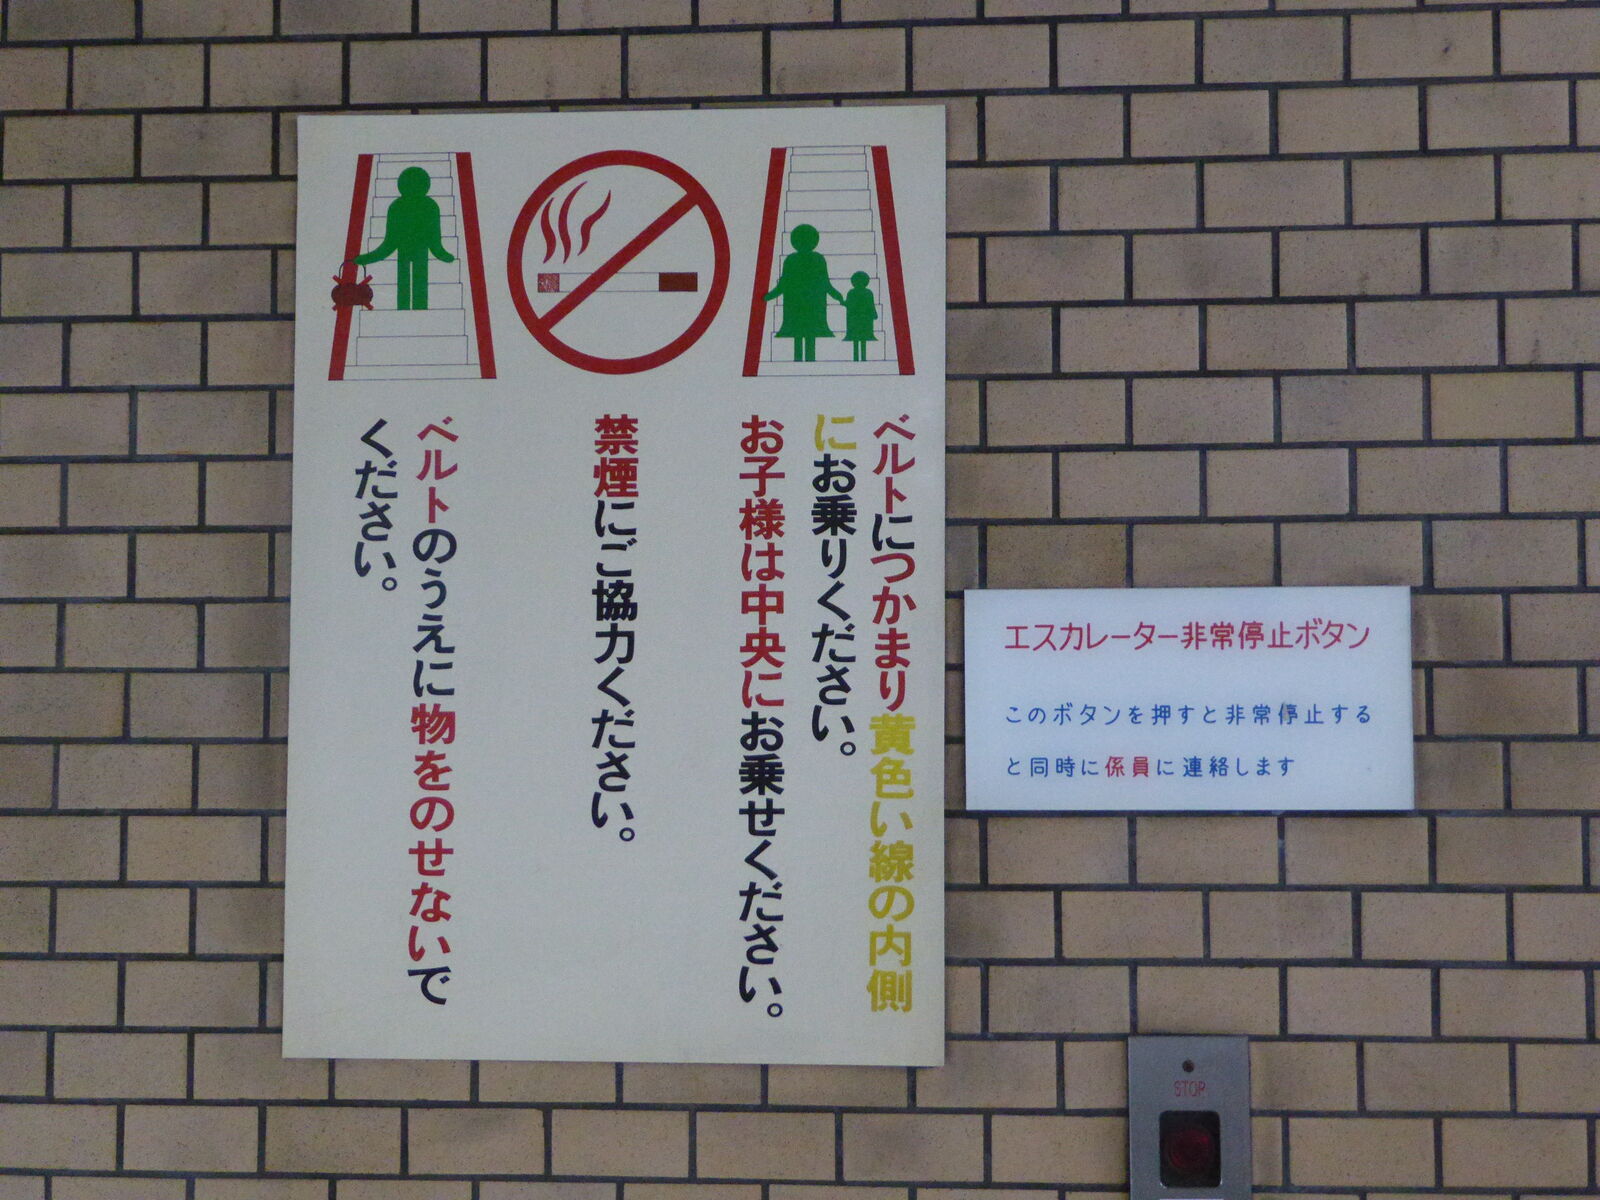 ベルトにつかまり黄色い線の内側
にお乗りください。
お子様は中央にお乗せください。
禁煙にご協力ください。
ベルトのうえに物をのせないで
ください。
エスカレーター非常停止ボタン
このボタンを押すと非常停止する
と同時に係員に連絡します
STOP